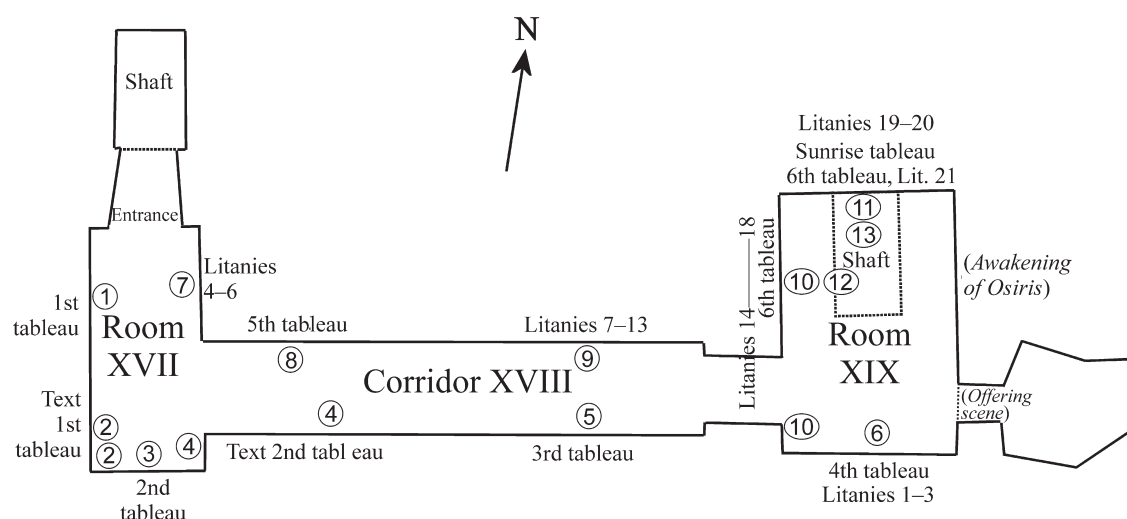 N
Shaft
Entrance
①
⑦
Litanies
4–6
1st
tableau
Room
XVII
Text
1st
tableau
②
②
③
④
2nd
tableau
5th tableau
⑧
Litanies 7–13
⑨
Corridor XVIII
④
⑤
Text 2nd tabl eau
3rd tableau
Litanies 14——18
6th tableau
Litanies 19–20
Sunrise tableau
6th tableau, Lit. 21
⑪
⑬
Shaft
⑩
⑫
Room
XIX
⑩
⑥
4th tableau
Litanies 1–3
(Awakening
of Osiris)
(Offering
scene)